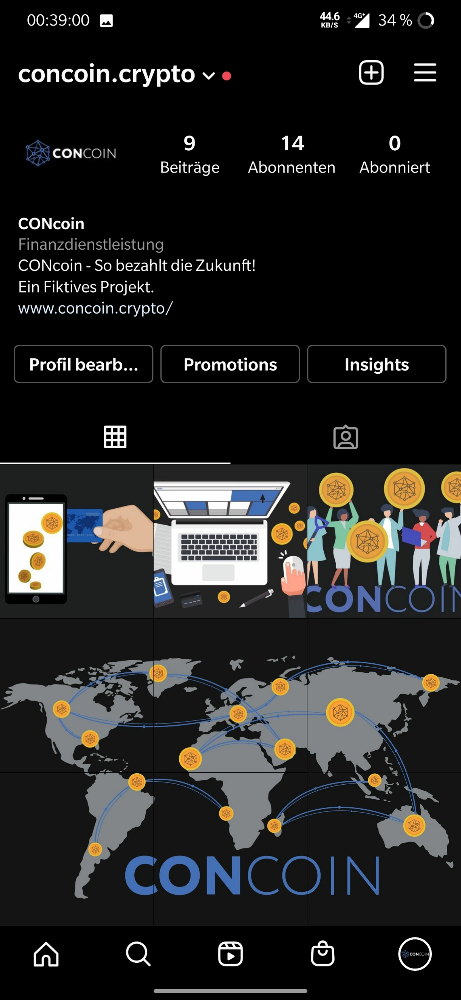 00:39:00
44.6
KB/S
4G+
34 %
concoin.crypto
CONCOIN
9
14
0
Beiträge
Abonnenten
Abonniert
CONcoin
Finanzdienstleistung
CONcoin - So bezahlt die Zukunft!
Ein Fiktives Projekt.
www.concoin.crypto/
Profil bearb...
Promotions
Insights
CONCOIN
CONCOIN
CONCOIN